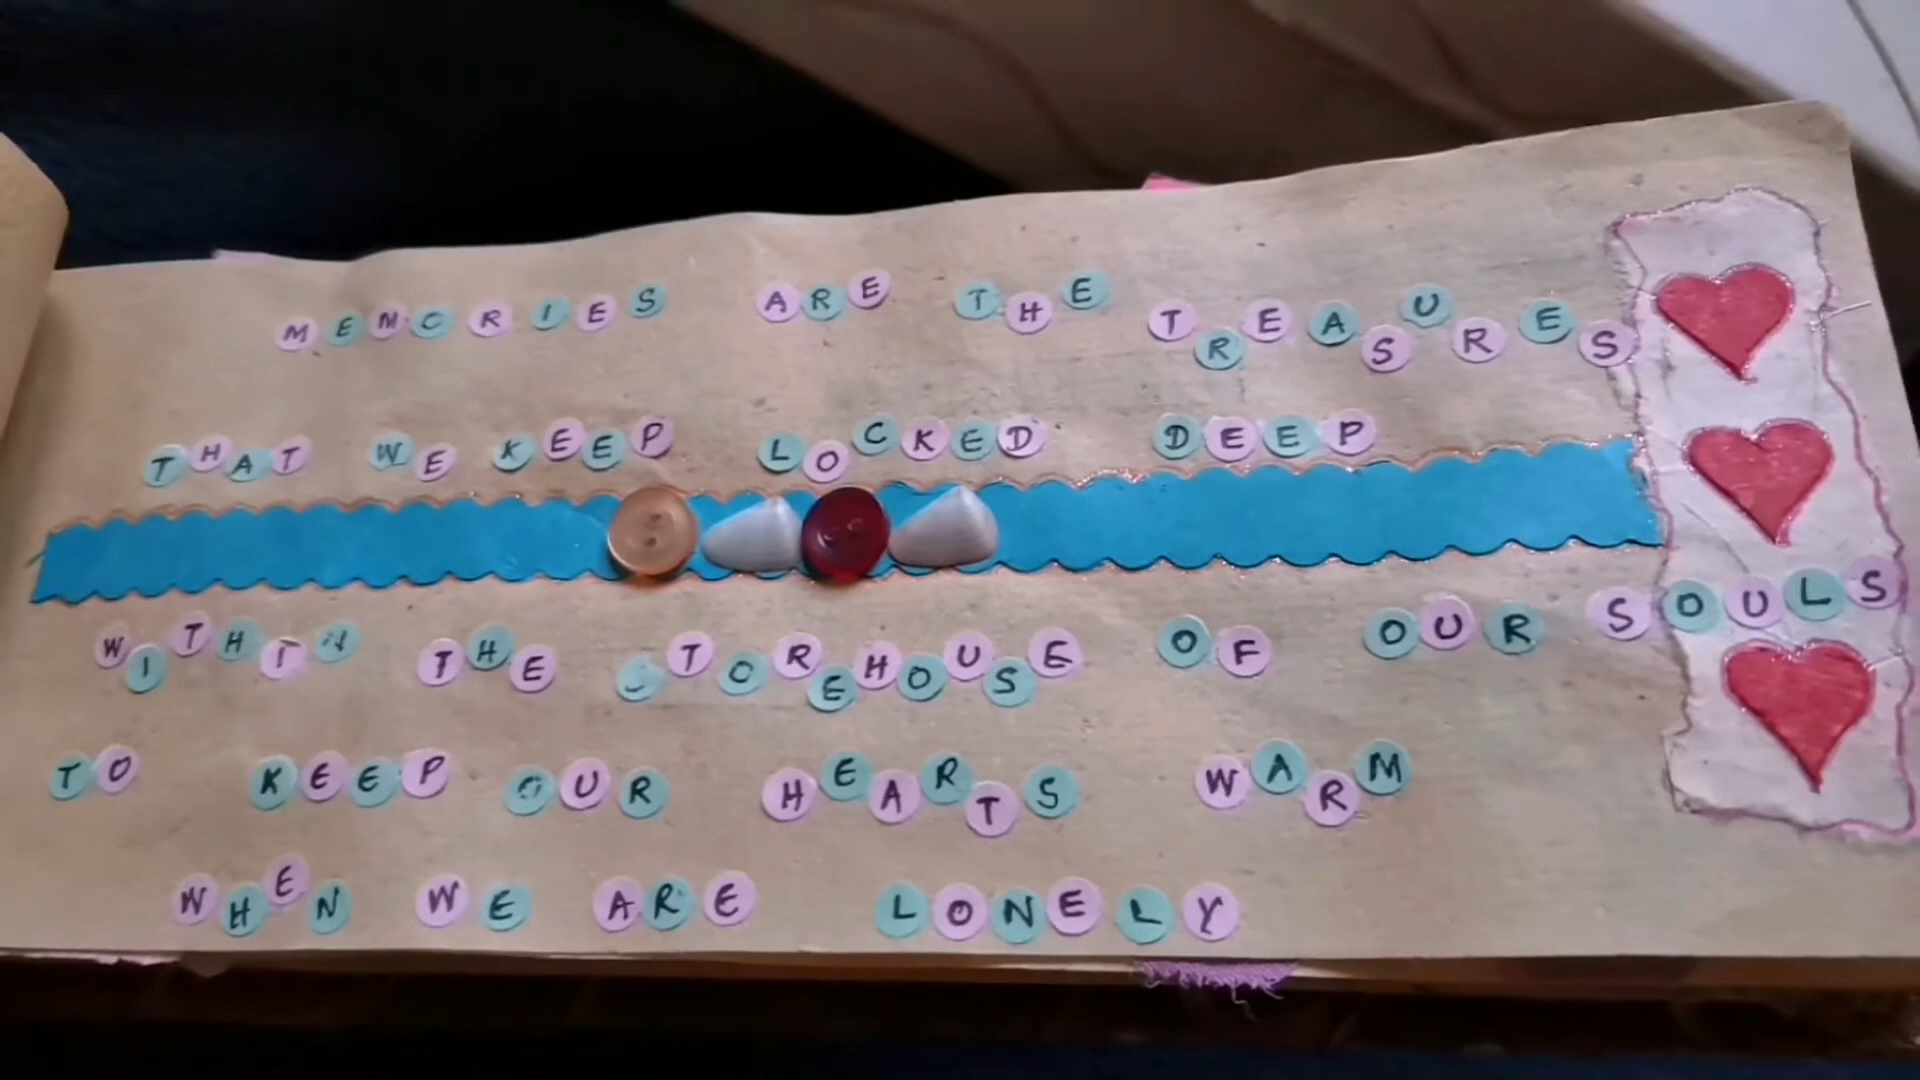 MEMORIES ARE THE TREASURES
THAT WE KEEP LOCKED DEEP
WITHIN THE STOREHOUSE OF OUR SOULS
TO KEEP OUR HEARTS WARM
WHEN WE ARE LONELY